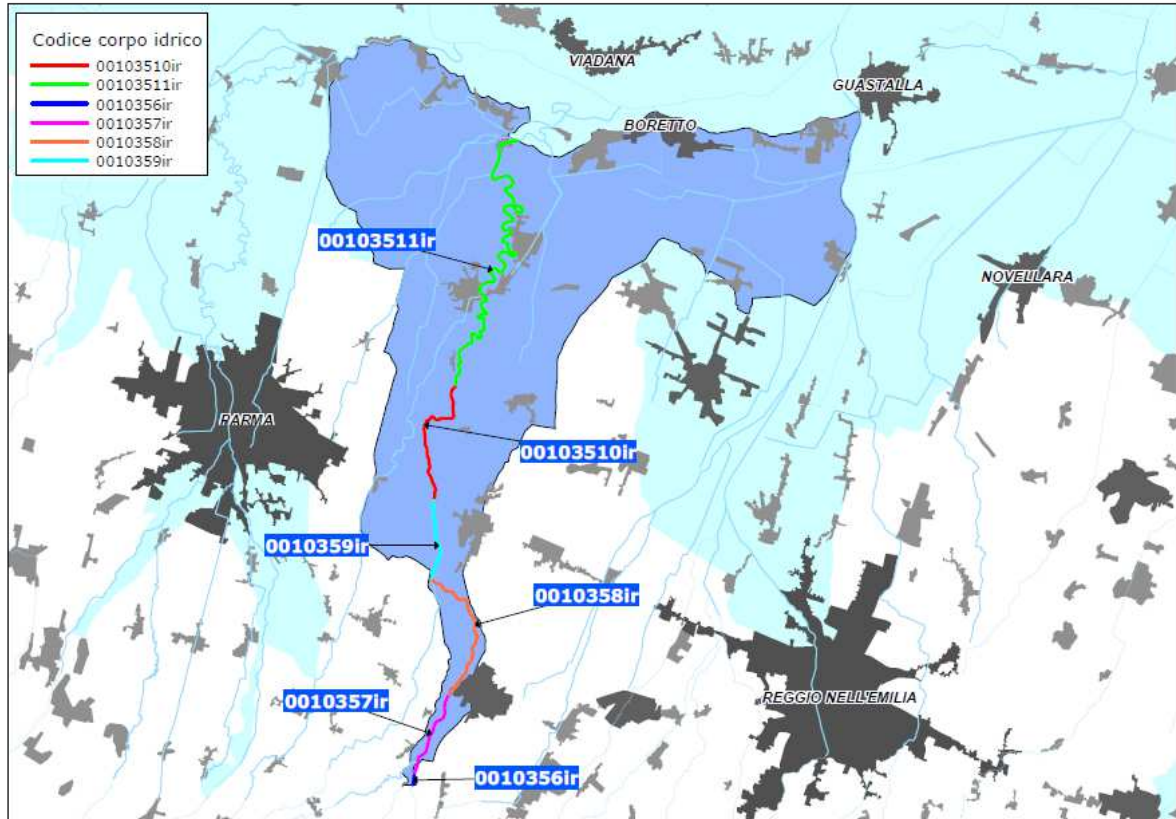 Codice corpo idrico
00103510ir
00103511ir
0010356ir
0010357ir
0010358ir
0010359ir
VIADANA
GUASTALLA
BORETTO
00103511ir
NOVELLARA
PARMA
00103510ir
0010359ir
0010358ir
REGGIO NELL'EMILIA
0010357ir
0010356ir